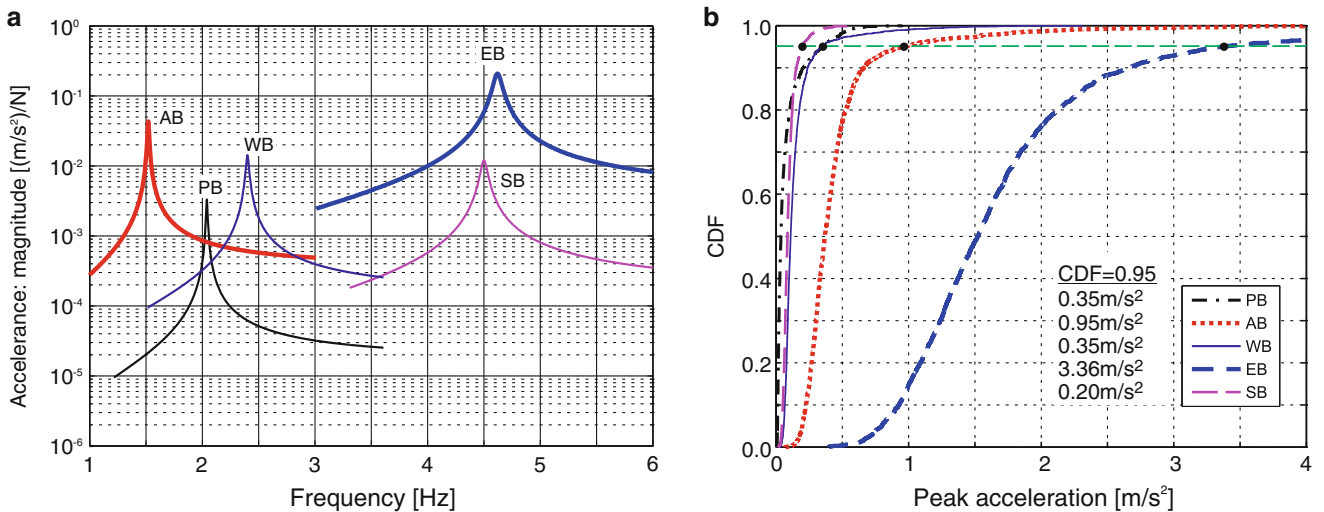 a
Accelerance: magnitude [(m/s²)/N]
10⁰
10⁻¹
10⁻²
10⁻³
10⁻⁴
10⁻⁵
10⁻⁶
AB
PB
WB
EB
SB
1 2 3 4 5 6
Frequency [Hz]
b
CDF
1.0
0.8
0.6
0.4
0.2
0.0
CDF=0.95
0.35m/s²
0.95m/s²
0.35m/s²
3.36m/s²
0.20m/s²
PB
AB
WB
EB
SB
0 1 2 3 4
Peak acceleration [m/s²]